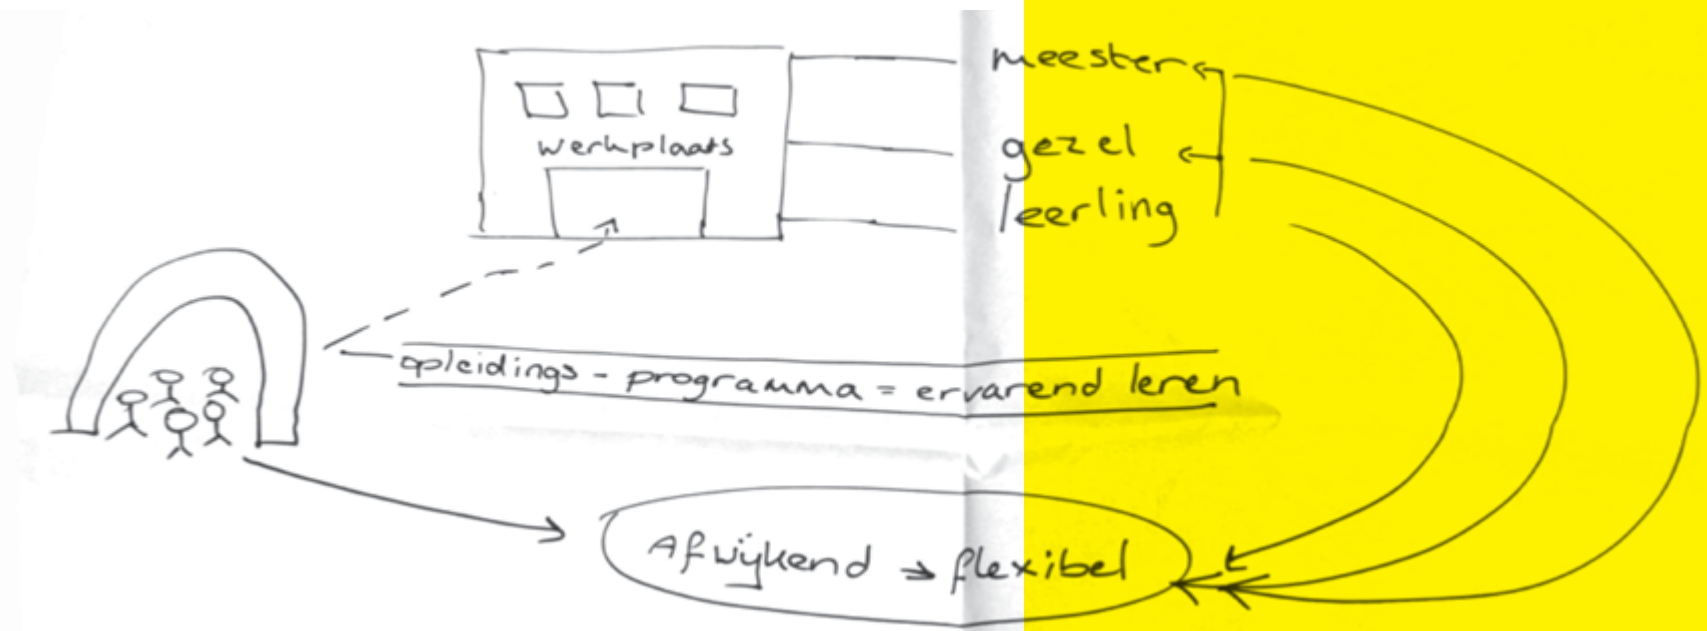 meester
werkplaats
gezel
leerling
opleidings - programma = ervarend leren
Afwijkend → flexibel